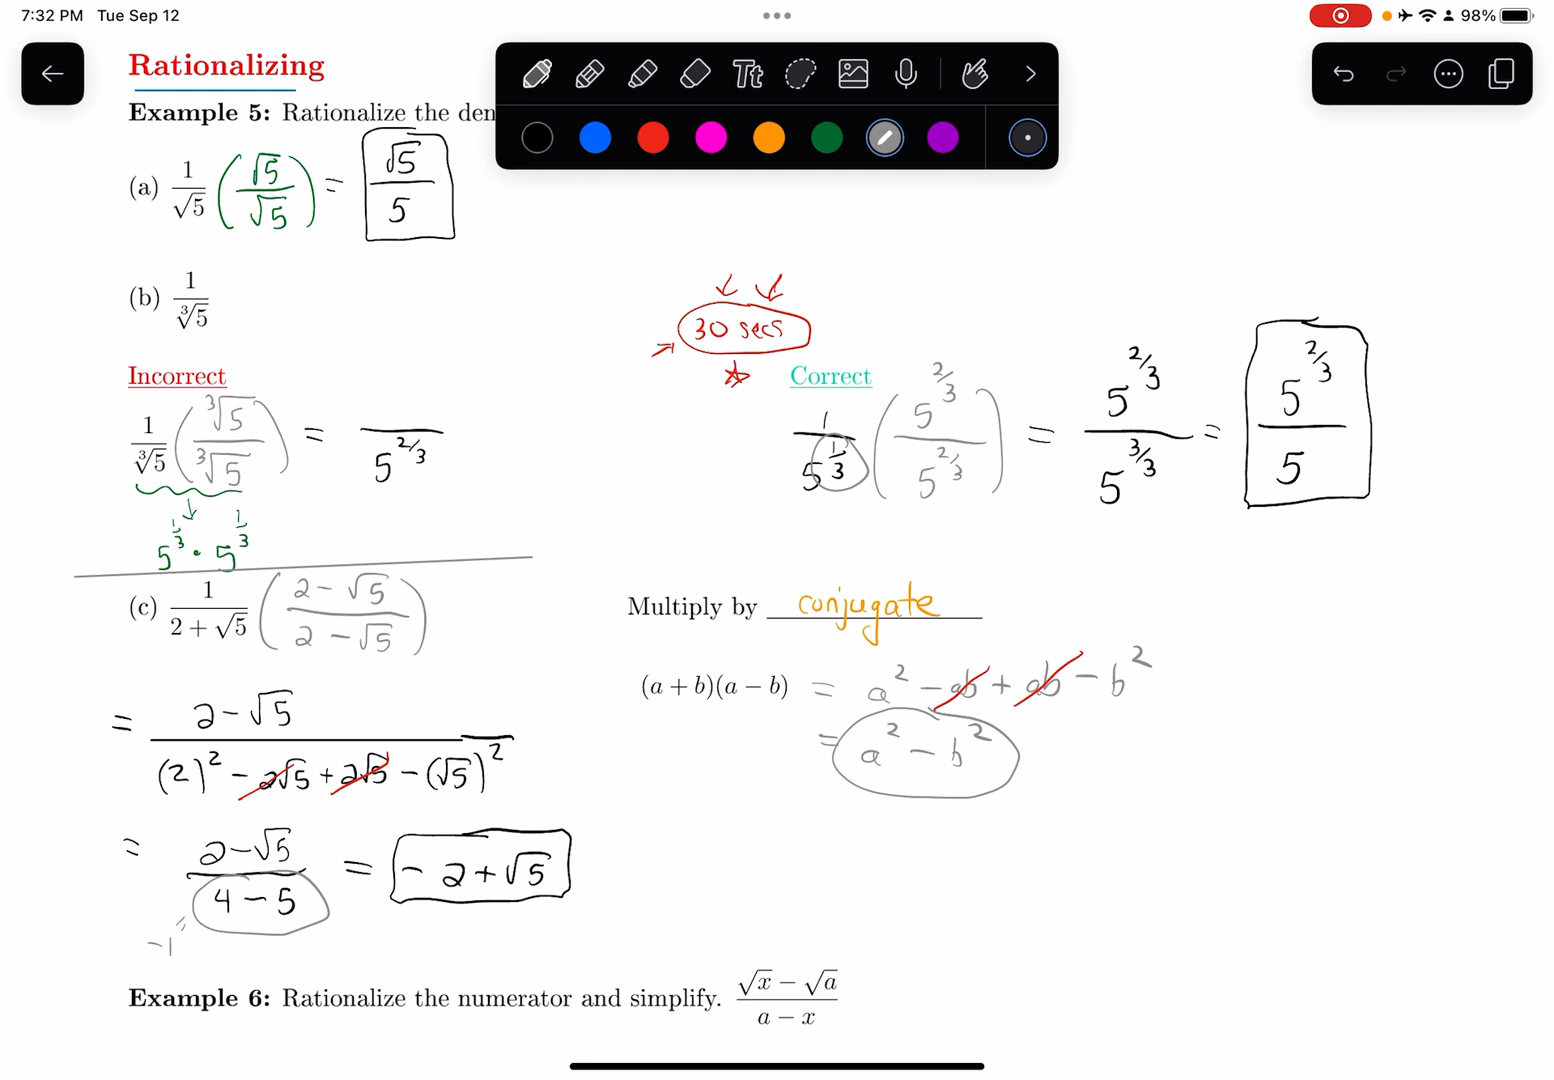 7:32 PM Tue Sep 12
98%
Tt
Rationalizing
Example 5: Rationalize the den
(a) 1/√5 (√5/√5) = √5/5
(b) 1/∛5
30 secs
Incorrect
1/∛5 (∛5/∛5) = /5^(2/3)
5^(1/3) · 5^(1/3)
Correct
1/5^(1/3) (5^(2/3)/5^(2/3)) = 5^(2/3)/5^(3/3) = 5^(2/3)/5
(c) 1/(2 + √5) ((2 - √5)/(2 - √5))
= (2 - √5)/((2)² - 2√5 + 2√5 - (√5)²)
= (2 - √5)/(4 - 5) = - 2 + √5
= -1
Multiply by conjugate
(a + b)(a − b) = a² - ab + ab - b²
= a² - b²
Example 6: Rationalize the numerator and simplify. (√x − √a)/(a − x)